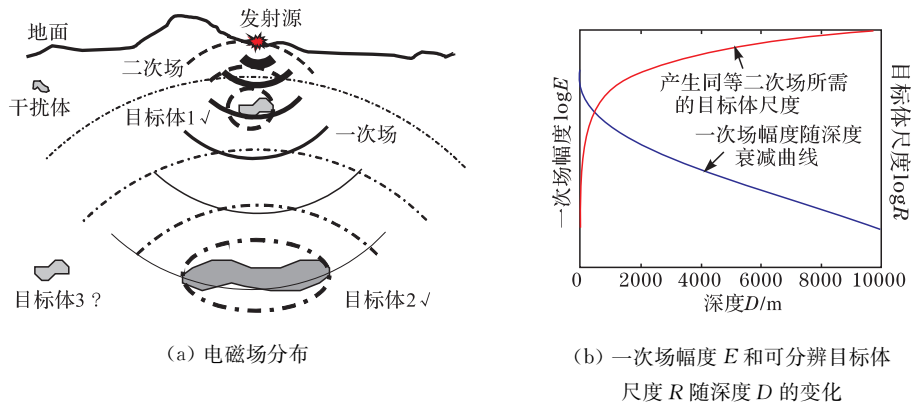 发射源
地面
二次场
干扰体
目标体1√
一次场
目标体3 ?
目标体2√
(a) 电磁场分布
一次场幅度logE
目标体尺度logR
产生同等二次场所需
的目标体尺度
一次场幅度随深度
衰减曲线
0 2000 4000 6000 8000 10000
深度D/m
(b) 一次场幅度 E 和可分辨目标体
尺度 R 随深度 D 的变化